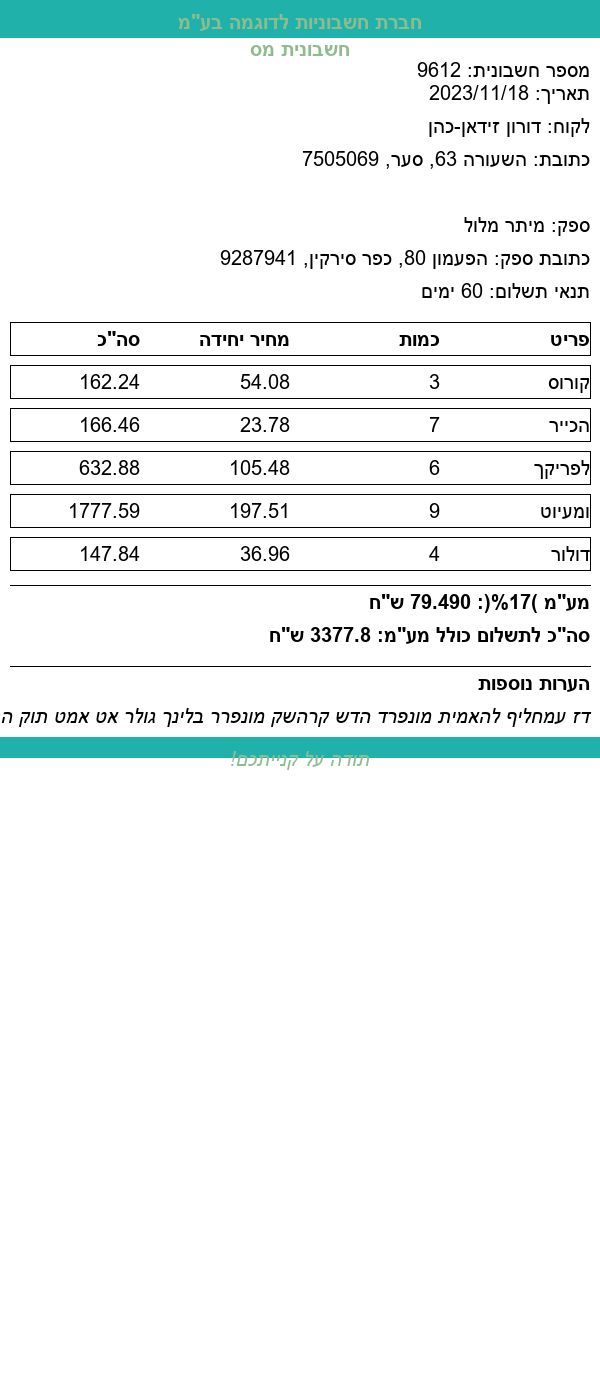 חברת חשבוניות לדוגמה בע"מ
חשבונית מס
מספר חשבונית: 9612
תאריך: 2023/11/18
לקוח: דורון זידאן-כהן
כתובת: השעורה 63, סער, 7505069
ספק: מיתר מלול
כתובת ספק: הפעמון 80, כפר סירקין, 9287941
תנאי תשלום: 60 ימים
פריט כמות מחיר יחידה סה"כ
קורוס 3 54.08 162.24
הכייר 7 23.78 166.46
לפריקך 6 105.48 632.88
ומעיוט 9 197.51 1777.59
דולור 4 36.96 147.84
מע"מ )17%(: 79.490 ש"ח
סה"כ לתשלום כולל מע"מ: 3377.8 ש"ח
הערות נוספות
דז עמחליף להאמית מונפרד הדש קרהשק מונפרר בלינך גולר אט אמט תוק ה
תודה על קנייתכם!